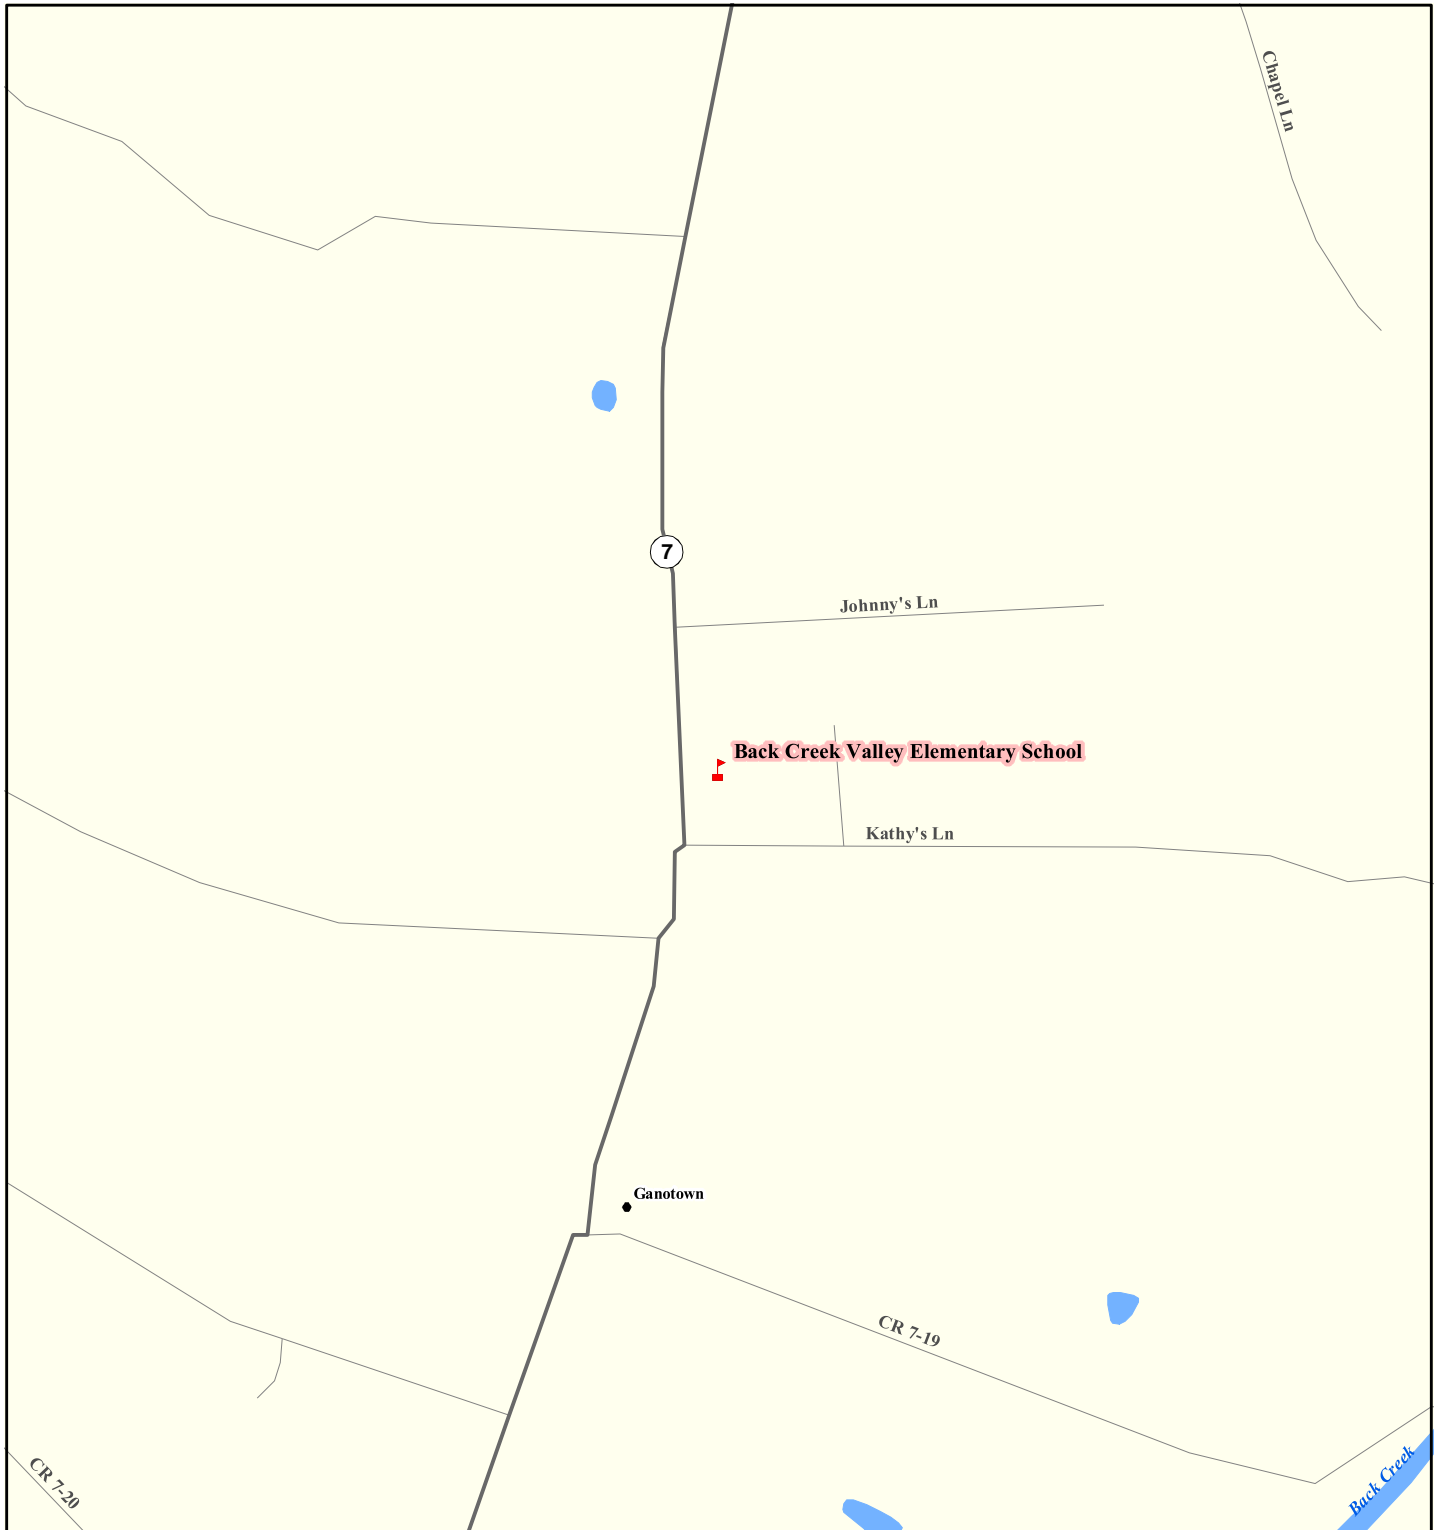 Chapel Ln
7
Johnny's Ln
Back Creek Valley Elementary School
Kathy's Ln
Ganotown
CR 7-19
Back Creek
CR 7-20